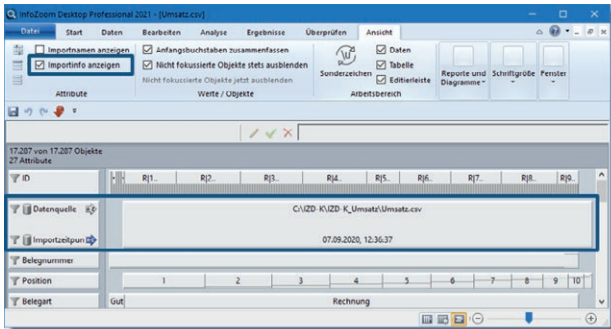 InfoZoom Desktop Professional 2021 - [Umsatz.csv]
Datei Start Daten Bearbeiten Analyse Ergebnisse Überprüfen Ansicht
Importnamen anzeigen
Importinfo anzeigen
Attribute
Anfangsbuchstaben zusammenfassen
Nicht fokussierte Objekte stets ausblenden
Nicht fokussierte Objekte jetzt ausblenden
Werte / Objekte
Sonderzeichen
Daten
Tabelle
Editierleiste
Arbeitsbereich
Reporte und Diagramme
Schriftgröße
Fenster
17.287 von 17.287 Objekte
27 Attribute
ID R|1.. R|2.. R|3.. R|4.. R|5.. R|6.. R|7.. R|8.. R|9..
Datenquelle C:\IZD-K\IZD-K_Umsatz\Umsatz.csv
Importzeitpun 07.09.2020, 12:36:37
Belegnummer
Position 1 2 3 4 5 6 7 8 9 10
Belegart Gut Rechnung